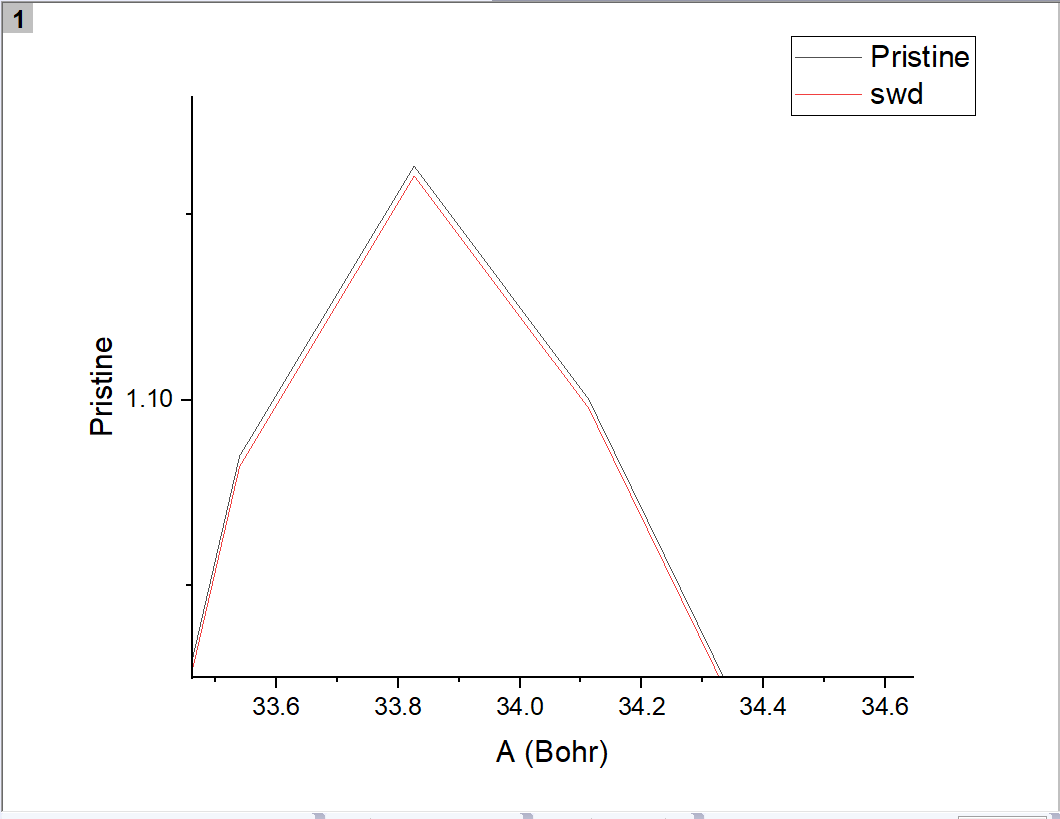 1
Pristine
swd
Pristine
1.10
33.6 33.8 34.0 34.2 34.4 34.6
A (Bohr)